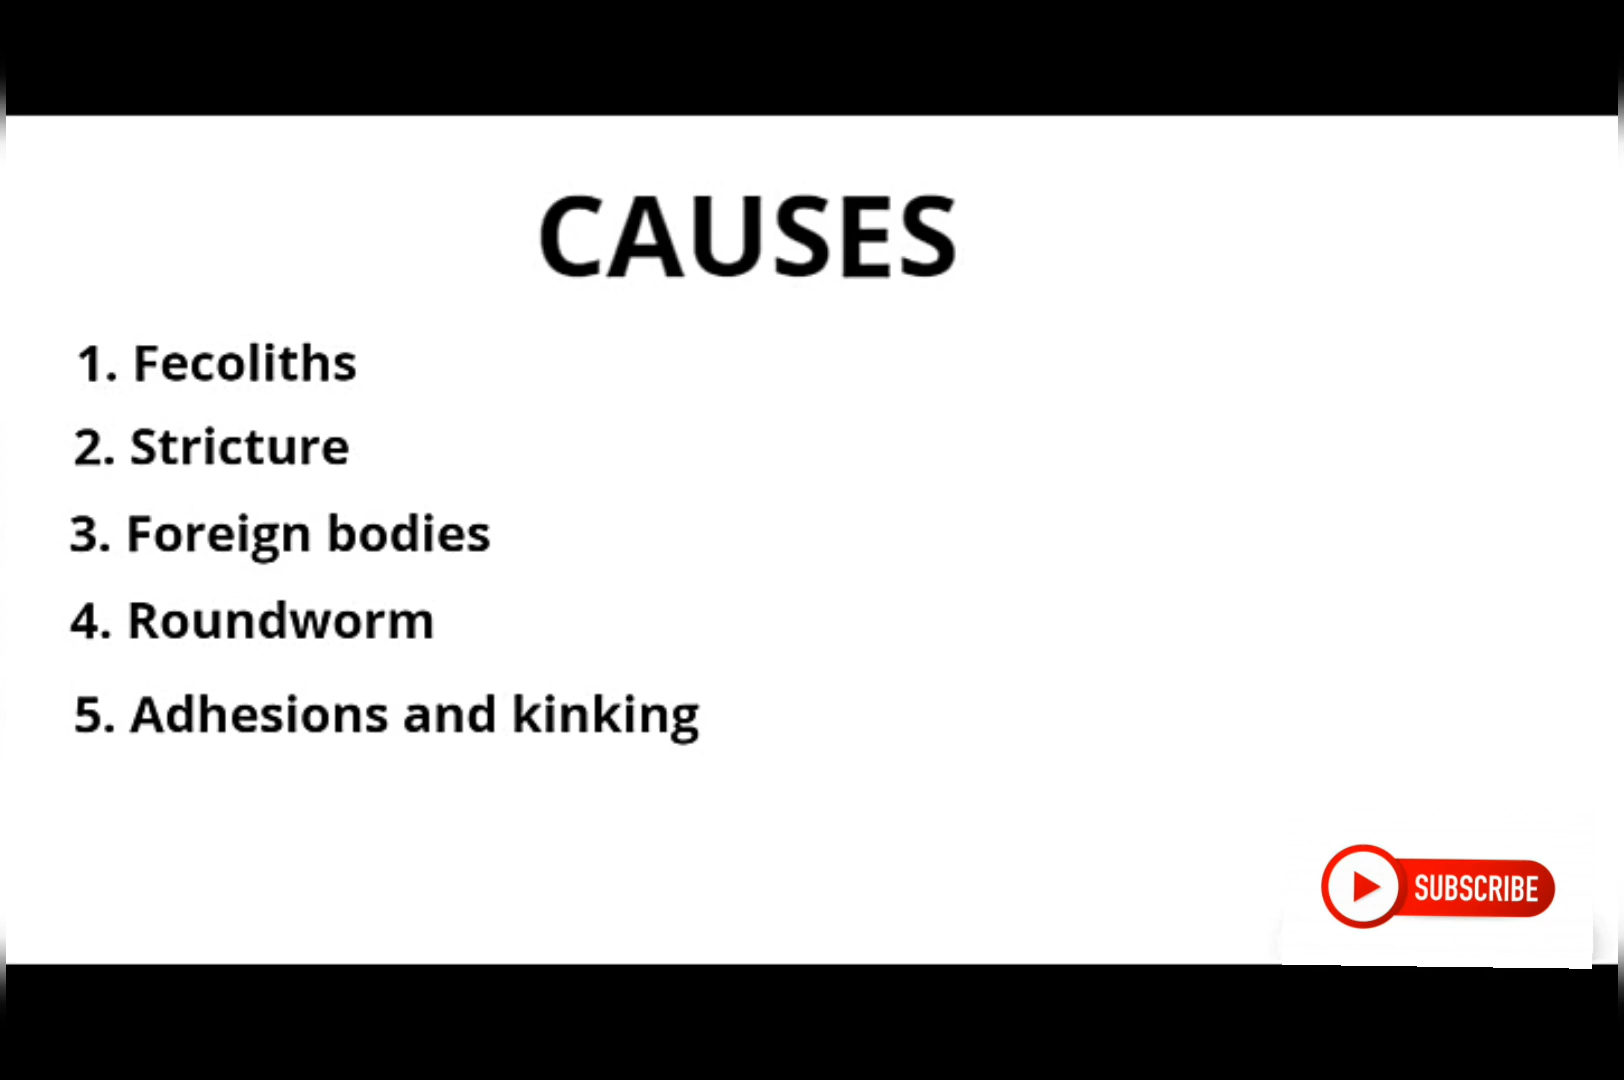 CAUSES
1. Fecoliths
2. Stricture
3. Foreign bodies
4. Roundworm
5. Adhesions and kinking
SUBSCRIBE